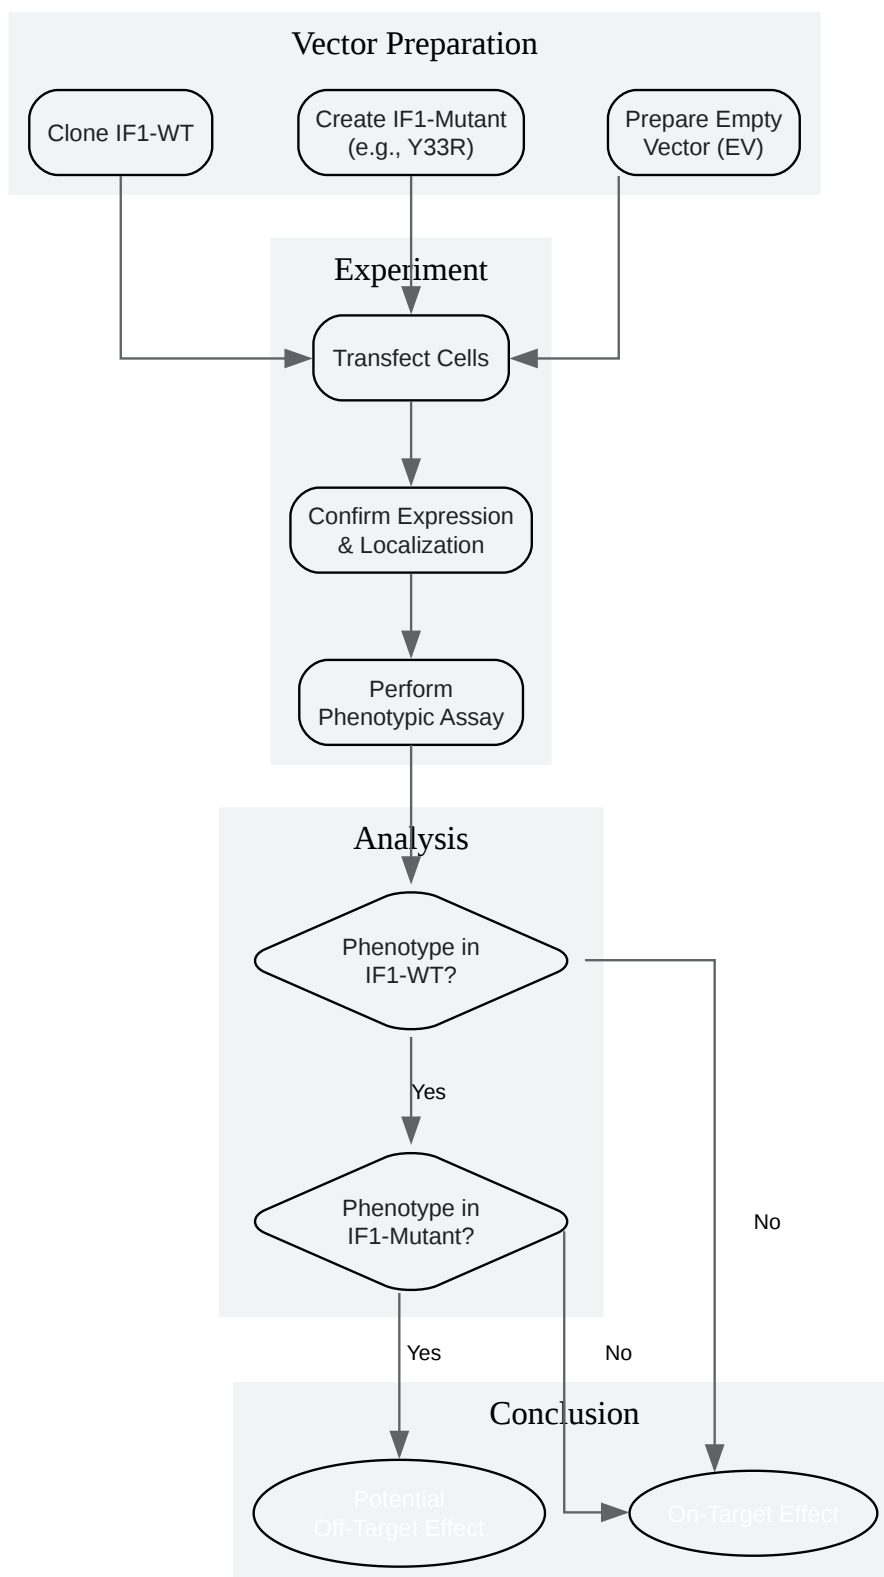 Vector Preparation
Clone IF1-WT
Create IF1-Mutant
(e.g., Y33R)
Prepare Empty
Vector (EV)
Experiment
Transfect Cells
Confirm Expression
& Localization
Perform
Phenotypic Assay
Analysis
Phenotype in
IF1-WT?
Yes
Phenotype in
IF1-Mutant?
No
Yes
No
Conclusion
Potential
Off-Target Effect
On-Target Effect